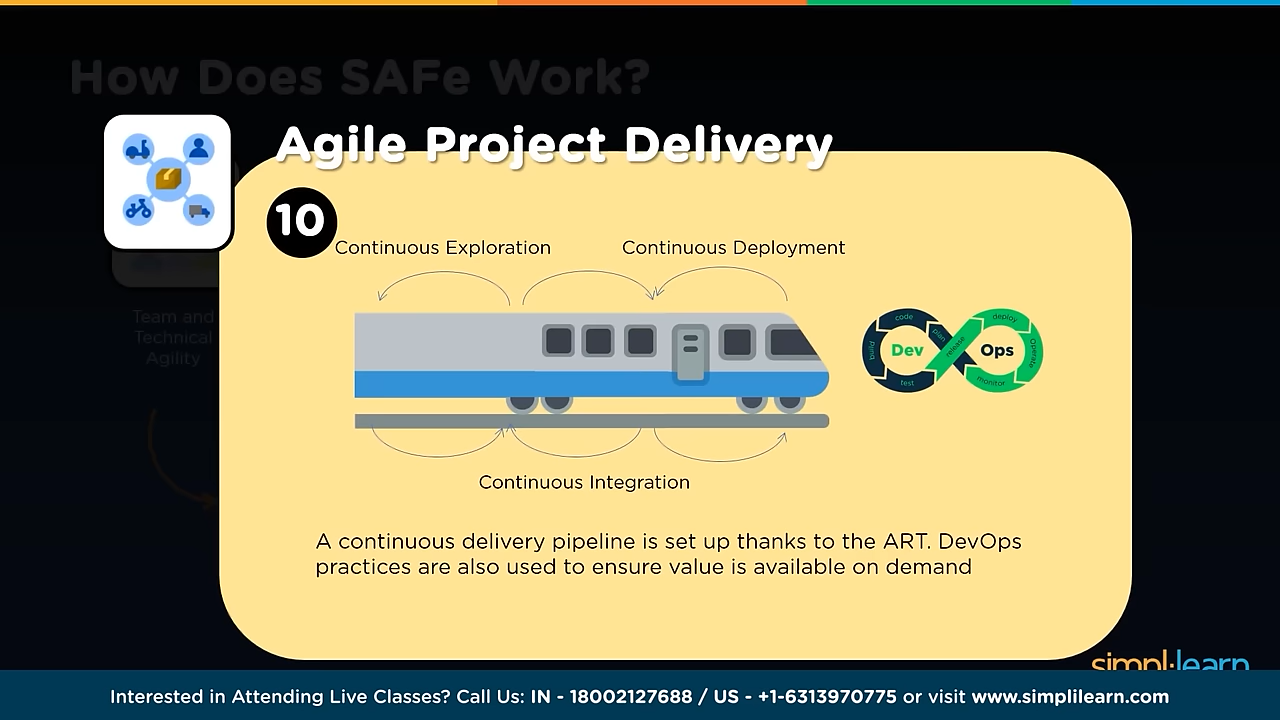 How Does SAFe Work?
Agile Project Delivery
10
Continuous Exploration
Continuous Deployment
code
plan
build
test
release
deploy
operate
monitor
Dev
Ops
Team and
Technical
Agility
Continuous Integration
A continuous delivery pipeline is set up thanks to the ART. DevOps
practices are also used to ensure value is available on demand
simplilearn
Interested in Attending Live Classes? Call Us: IN - 18002127688 / US - +1-6313970775 or visit www.simplilearn.com